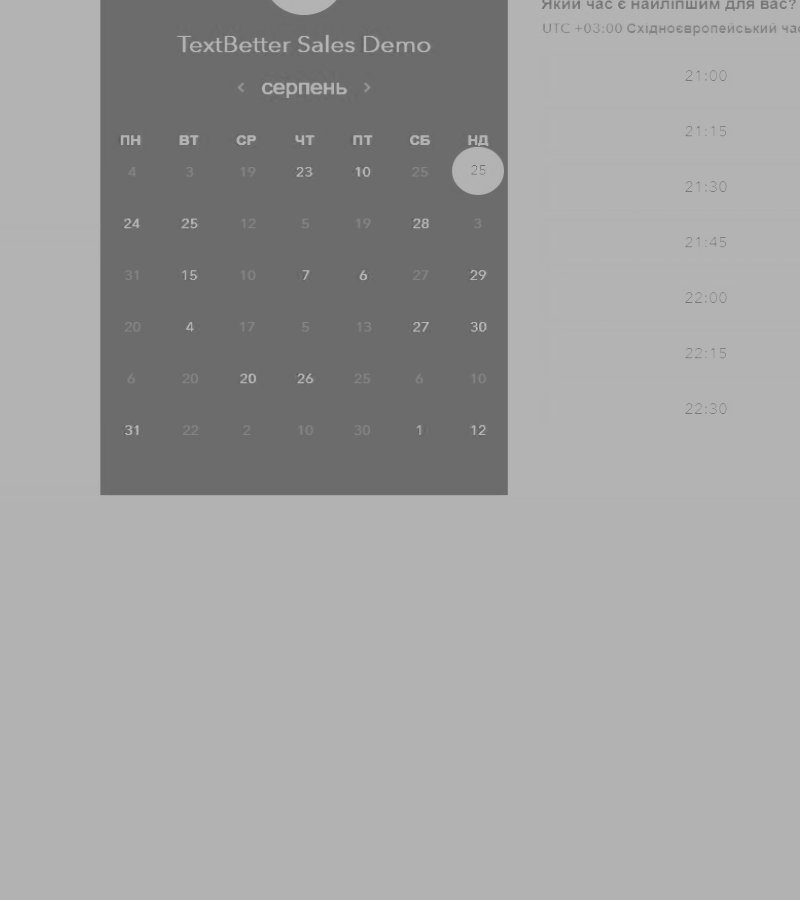 TextBetter Sales Demo
‹ серпень ›
ПН ВТ СР ЧТ ПТ СБ НД
4 3 19 23 10 25 25
24 25 12 5 19 28 3
31 15 10 7 6 27 29
20 4 17 5 13 27 30
6 20 20 26 25 6 10
31 22 2 10 30 1 12
Який час є найліпшим для вас?
UTC +03:00 Східноєвропейський час
21:00
21:15
21:30
21:45
22:00
22:15
22:30